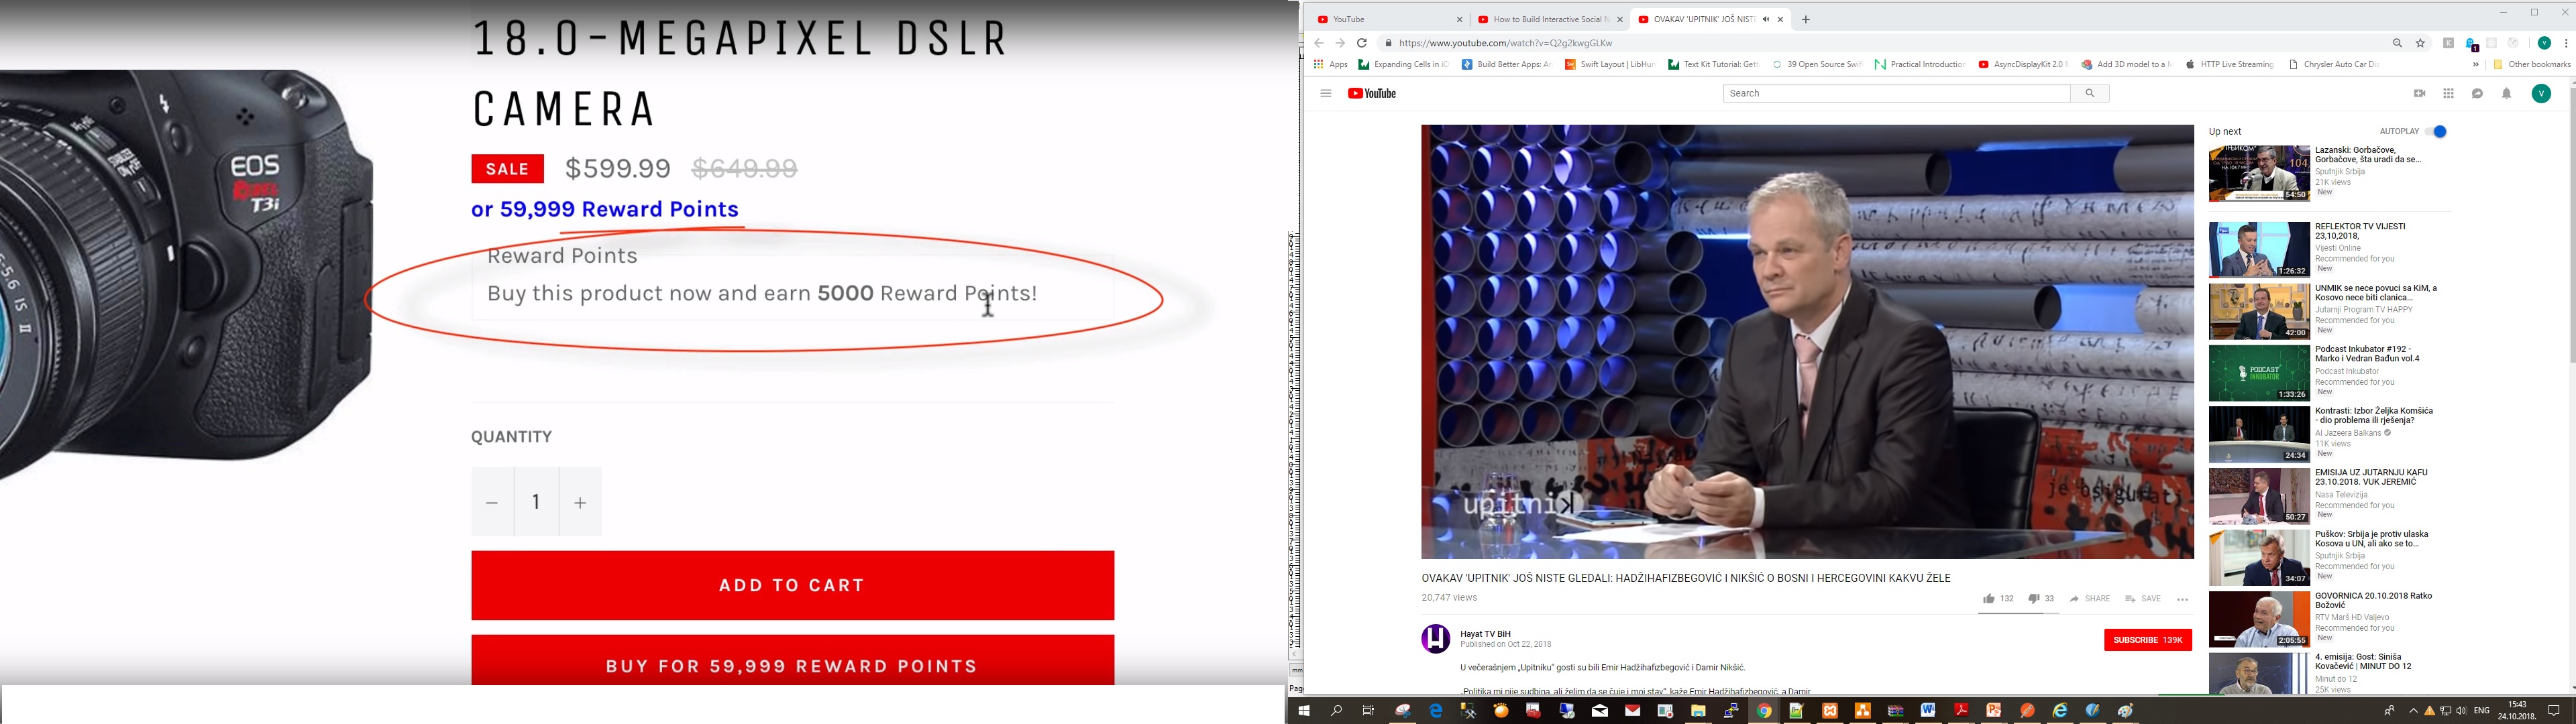 18.0-MEGAPIXEL DSLR
CAMERA
EOS
REBEL
T3i
SALE $599.99 $649.99
or 59,999 Reward Points
Reward Points
Buy this product now and earn 5000 Reward Points!
QUANTITY
− 1 +
ADD TO CART
BUY FOR 59,999 REWARD POINTS
YouTube
How to Build Interactive Social N
OVAKAV 'UPITNIK' JOŠ NISTE
https://www.youtube.com/watch?v=Q2g2kwgGLKw
Apps
Expanding Cells in iO
Build Better Apps: An
Swift Layout | LibHun
Text Kit Tutorial: Gett
39 Open Source Swif
Practical Introduction
AsyncDisplayKit 2.0
Add 3D model to a
HTTP Live Streaming
Chrysler Auto Car Di
Other bookmarks
YouTube
Search
V
upitnik
je osigurati
OVAKAV 'UPITNIK' JOŠ NISTE GLEDALI: HADŽIHAFIZBEGOVIĆ I NIKŠIĆ O BOSNI I HERCEGOVINI KAKVU ŽELE
20,747 views
132 33 SHARE SAVE
Hayat TV BiH
Published on Oct 22, 2018
SUBSCRIBE 139K
U večerašnjem „Upitniku“ gosti su bili Emir Hadžihafizbegović i Damir Nikšić.
„Politika mi nije sudbina, ali želim da se čuje i moj stav“, kaže Emir Hadžihafizbegović, a Damir
Up next
AUTOPLAY
Lazanski: Gorbačove,
Gorbačove, šta uradi da se...
Sputnjik Srbija
21K views
New
54:50
REFLEKTOR TV VIJESTI
23,10,2018,
Vijesti Online
Recommended for you
New
1:26:32
UNMIK se nece povuci sa KiM, a
Kosovo nece biti clanica...
Jutarnji Program TV HAPPY
Recommended for you
New
42:00
Podcast Inkubator #192 -
Marko i Vedran Bađun vol.4
Podcast Inkubator
Recommended for you
New
PODCAST
INKUBATOR
1:33:26
Kontrasti: Izbor Željka Komšića
- dio problema ili rješenja?
Al Jazeera Balkans
11K views
New
24:34
EMISIJA UZ JUTARNJU KAFU
23.10.2018. VUK JEREMIĆ
Nasa Televizija
Recommended for you
New
50:27
Puškov: Srbija je protiv ulaska
Kosova u UN, ali ako se to...
Sputnjik Srbija
Recommended for you
New
34:07
GOVORNICA 20.10.2018 Ratko
Božović
RTV Marš HD Valjevo
Recommended for you
New
2:05:55
4. emisija: Gost: Siniša
Kovačević | MINUT DO 12
Minut do 12
25K views
ENG
15:43
24.10.2018.